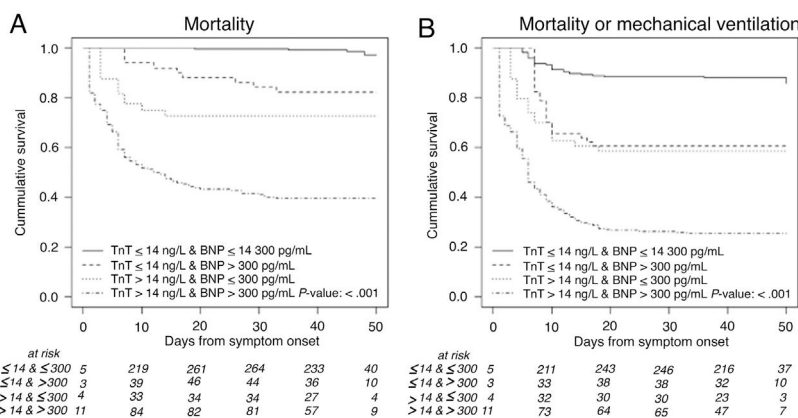 A
Mortality
Cummulative survival
1.0
0.8
0.6
0.4
0.2
0.0
TnT ≤ 14 ng/L & BNP ≤ 14 300 pg/mL
TnT ≤ 14 ng/L & BNP > 300 pg/mL
TnT > 14 ng/L & BNP ≤ 300 pg/mL
TnT > 14 ng/L & BNP > 300 pg/mL P-value: < .001
0 10 20 30 40 50
Days from symptom onset
at risk
≤ 14 & ≤ 300 5 219 261 264 233 40
≤ 14 & > 300 3 39 46 44 36 10
> 14 & ≤ 300 4 33 34 34 27 4
> 14 & > 300 11 84 82 81 57 9
B
Mortality or mechanical ventilation
Cummulative survival
1.0
0.8
0.6
0.4
0.2
0.0
TnT ≤ 14 ng/L & BNP ≤ 14 300 pg/mL
TnT ≤ 14 ng/L & BNP > 300 pg/mL
TnT > 14 ng/L & BNP ≤ 300 pg/mL
TnT > 14 ng/L & BNP > 300 pg/mL P-value: < .001
0 10 20 30 40 50
Days from symptom onset
at risk
≤ 14 & ≤ 300 5 211 243 246 216 37
≤ 14 & > 300 3 33 38 38 32 10
> 14 & ≤ 300 4 32 30 30 23 3
> 14 & > 300 11 73 64 65 47 7